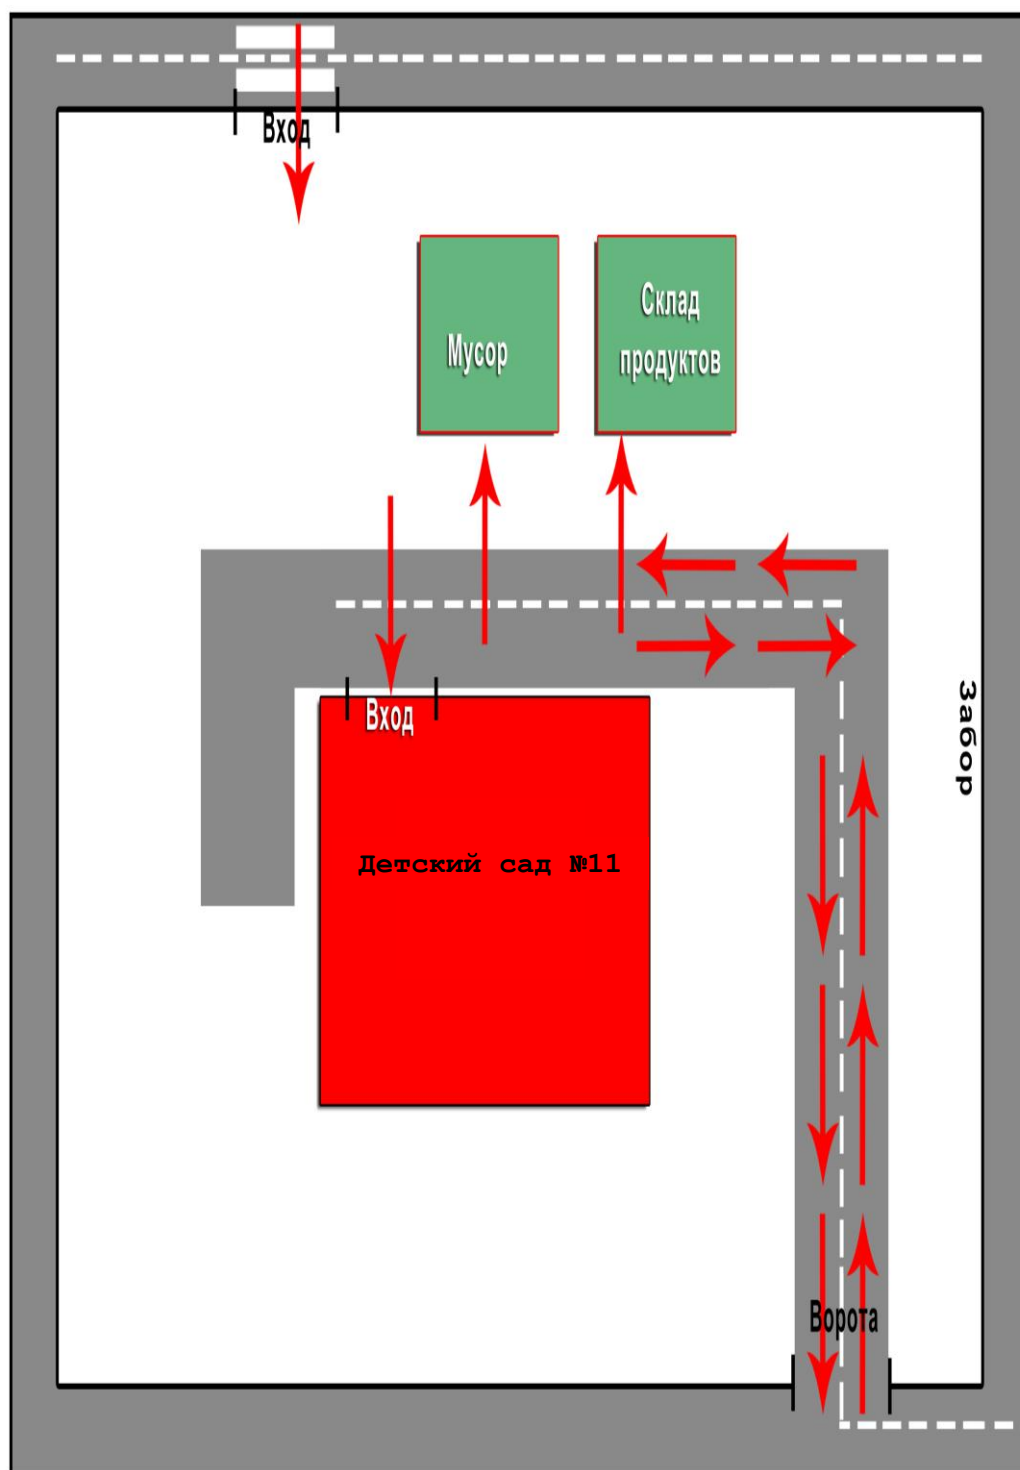 Вход
Мусор
Склад
продуктов
Вход
Забор
Детский сад №11
Ворота